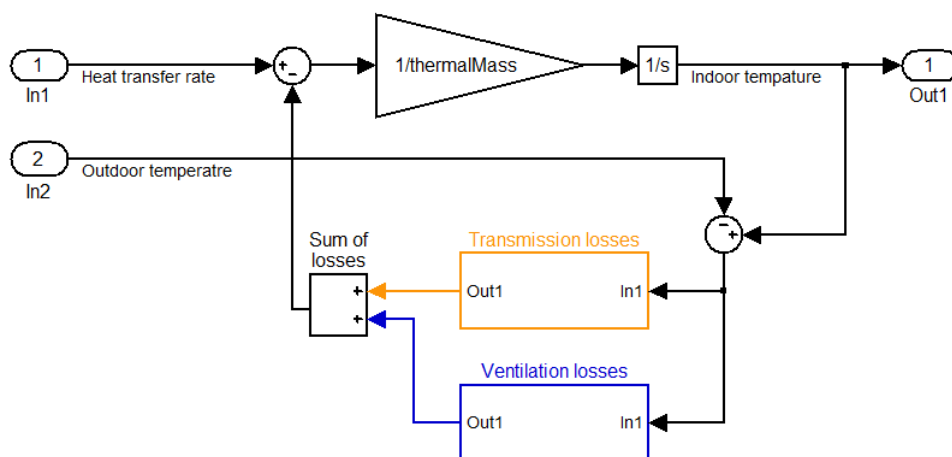 1
In1
Heat transfer rate
+
−
1/thermalMass
1/s
Indoor tempature
1
Out1
2
In2
Outdoor temperatre
−
+
Sum of
losses
+
+
Transmission losses
Out1
In1
Ventilation losses
Out1
In1